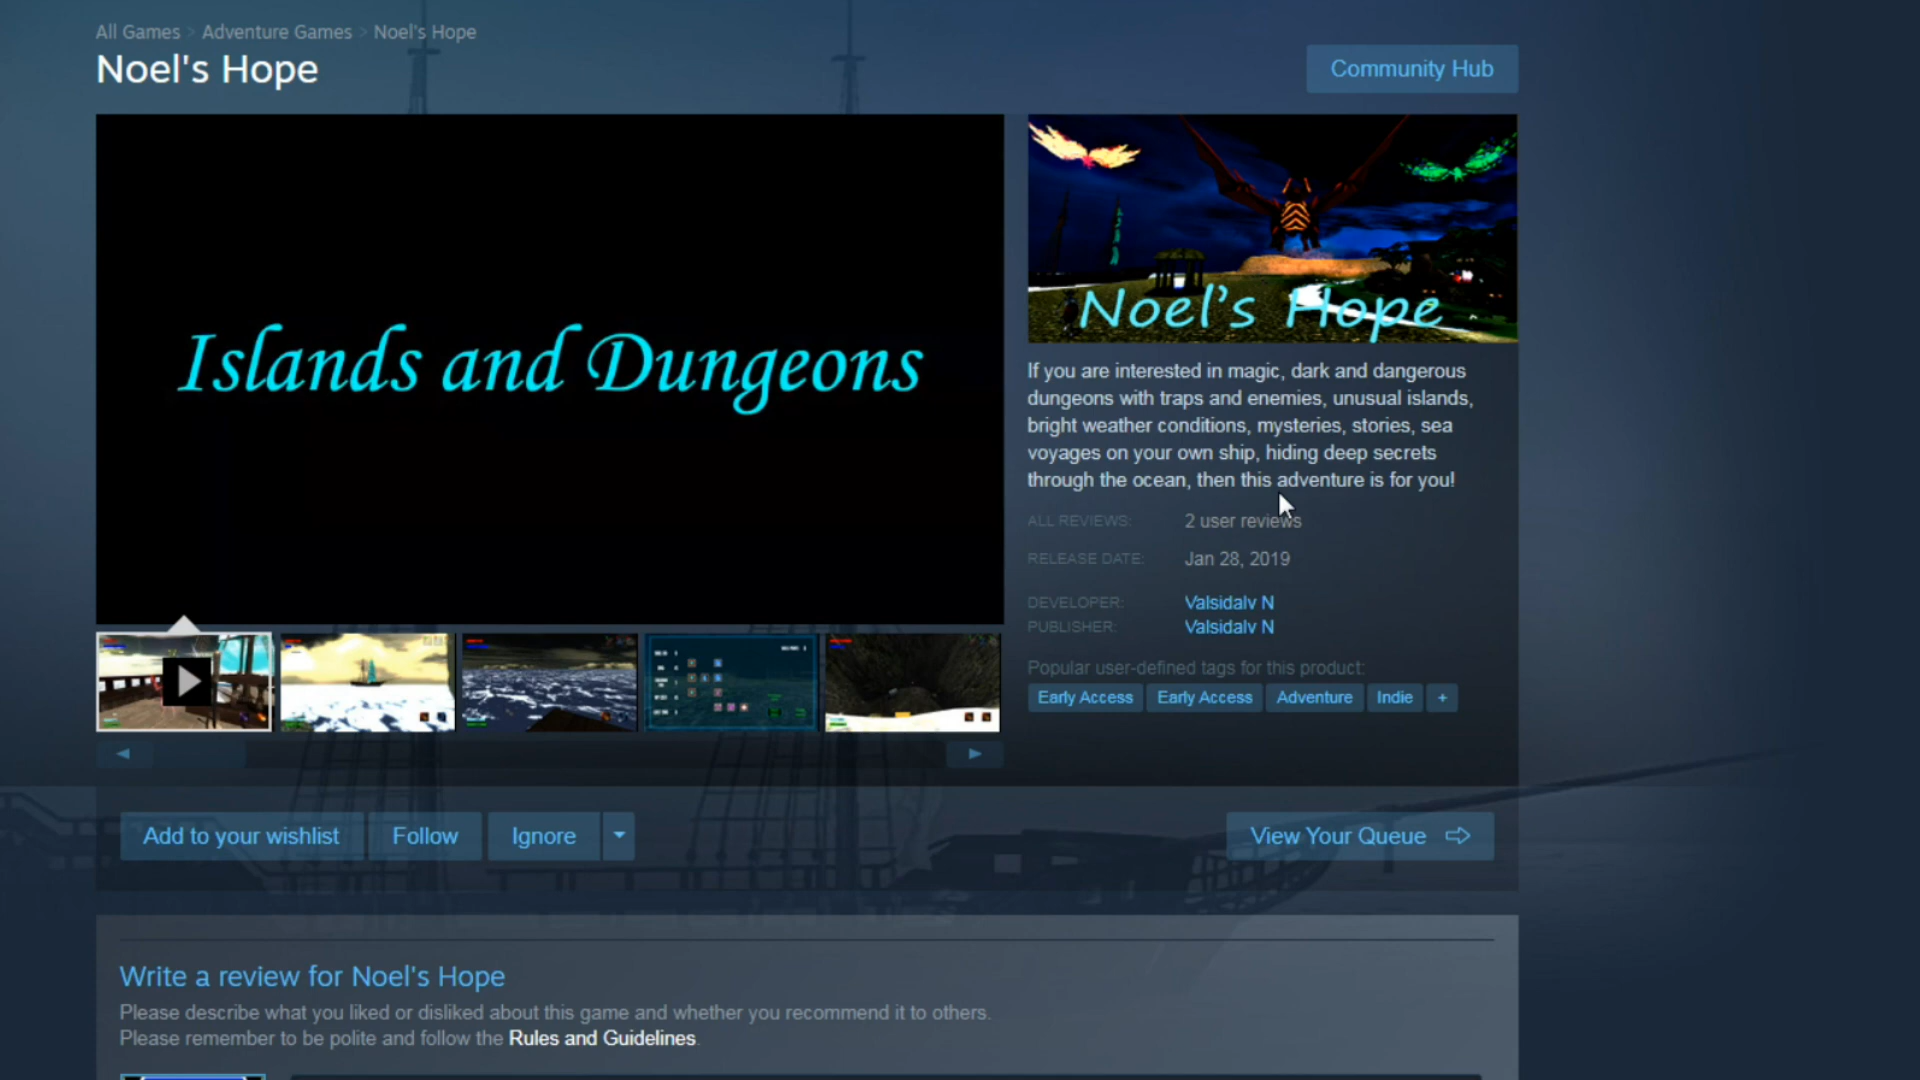 All Games > Adventure Games > Noel's Hope
Noel's Hope
Community Hub
Islands and Dungeons
Noel's Hope
If you are interested in magic, dark and dangerous
dungeons with traps and enemies, unusual islands,
bright weather conditions, mysteries, stories, sea
voyages on your own ship, hiding deep secrets
through the ocean, then this adventure is for you!
ALL REVIEWS: 2 user reviews
RELEASE DATE: Jan 28, 2019
DEVELOPER: Valsidalv N
PUBLISHER: Valsidalv N
Popular user-defined tags for this product:
Early Access Early Access Adventure Indie +
Add to your wishlist Follow Ignore View Your Queue
Write a review for Noel's Hope
Please describe what you liked or disliked about this game and whether you recommend it to others.
Please remember to be polite and follow the Rules and Guidelines.